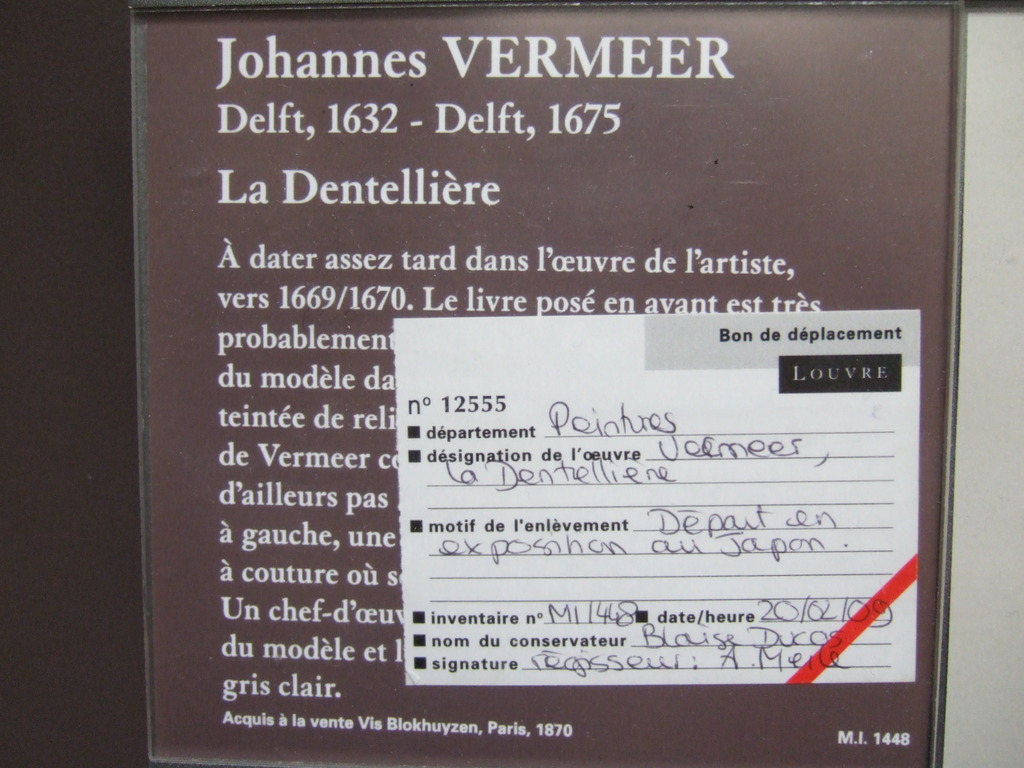 Johannes VERMEER
Delft, 1632 - Delft, 1675
La Dentellière
À dater assez tard dans l'œuvre de l'artiste,
vers 1669/1670. Le livre posé en avant est très
probablement
du modèle da
teintée de reli
de Vermeer co
d'ailleurs pas
à gauche, une
à couture où s
Un chef-d'œuv
du modèle et l
gris clair.
Acquis à la vente Vis Blokhuyzen, Paris, 1870
M.I. 1448
Bon de déplacement
LOUVRE
nº 12555
■ département Peintures
■ désignation de l'œuvre Vermeer,
la Dentellière
■ motif de l'enlèvement Départ en
exposition au Japon.
■ inventaire nº MI1448 ■ date/heure 20/02/09
■ nom du conservateur Blaise Ducos
■ signature régisseur: A. Merle